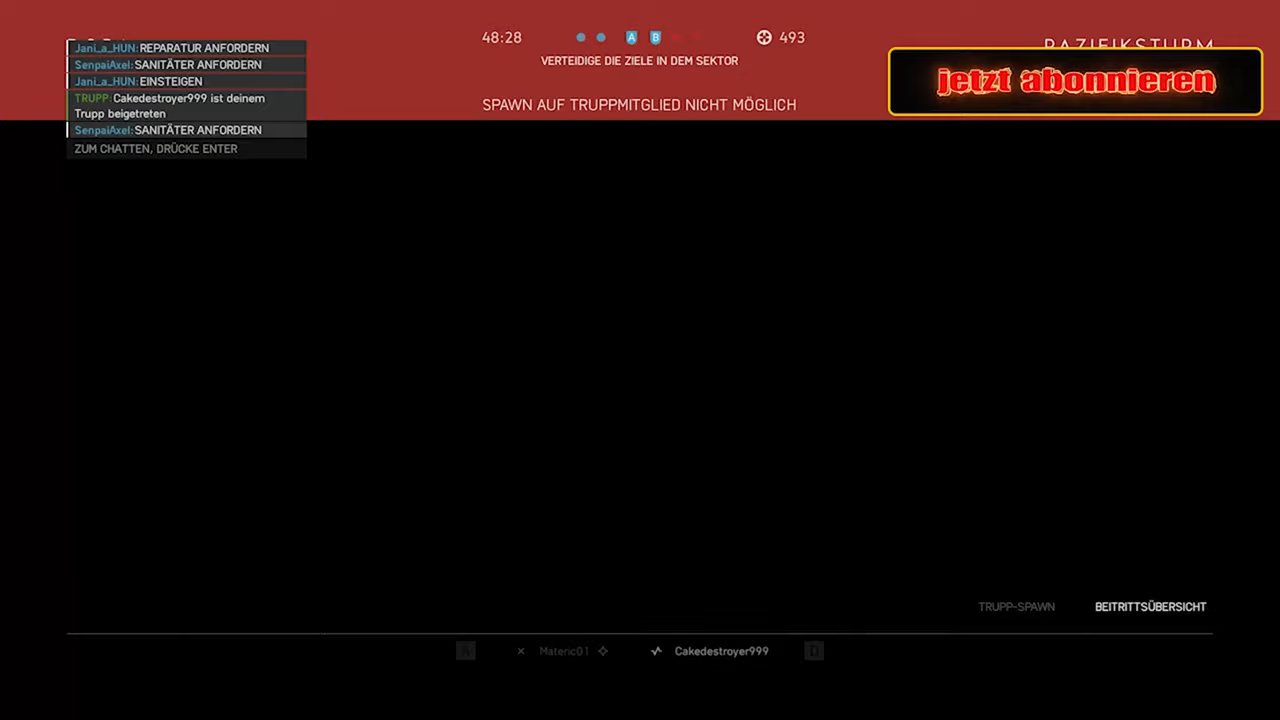 Jani_a_HUN: REPARATUR ANFORDERN
SenpaiAxel: SANITÄTER ANFORDERN
Jani_a_HUN: EINSTEIGEN
TRUPP: Cakedestroyer999 ist deinem
Trupp beigetreten
SenpaiAxel: SANITÄTER ANFORDERN
ZUM CHATTEN, DRÜCKE ENTER
48:28
A B
493
VERTEIDIGE DIE ZIELE IN DEM SEKTOR
SPAWN AUF TRUPPMITGLIED NICHT MÖGLICH
PAZIFIKSTURM
jetzt abonnieren
TRUPP-SPAWN BEITRITTSÜBERSICHT
A Materic01 Cakedestroyer999 D